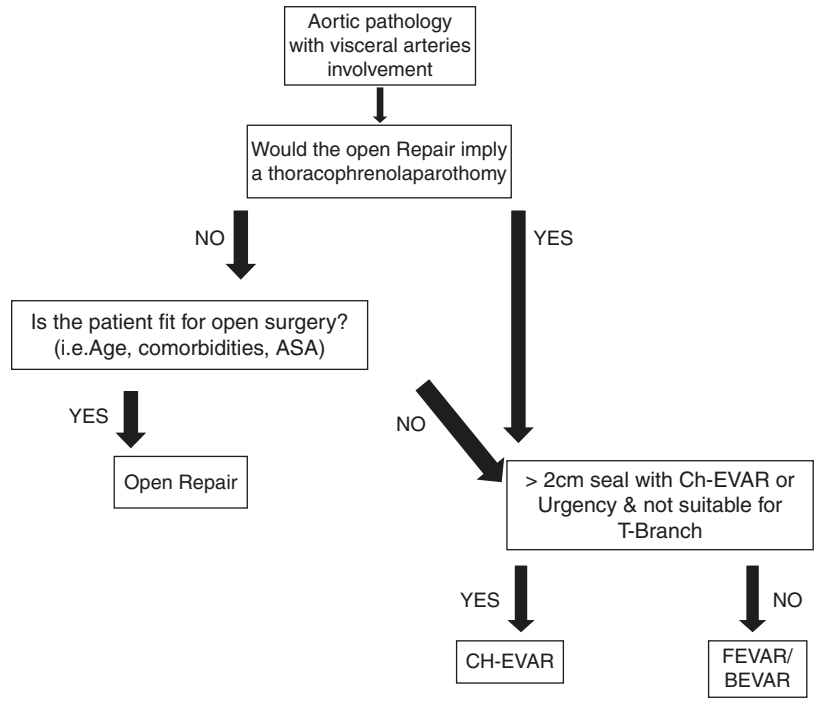 Aortic pathology
with visceral arteries
involvement
Would the open Repair imply
a thoracophrenolaparothomy
NO
YES
Is the patient fit for open surgery?
(i.e.Age, comorbidities, ASA)
YES
NO
Open Repair
> 2cm seal with Ch-EVAR or
Urgency & not suitable for
T-Branch
YES
NO
CH-EVAR
FEVAR/
BEVAR